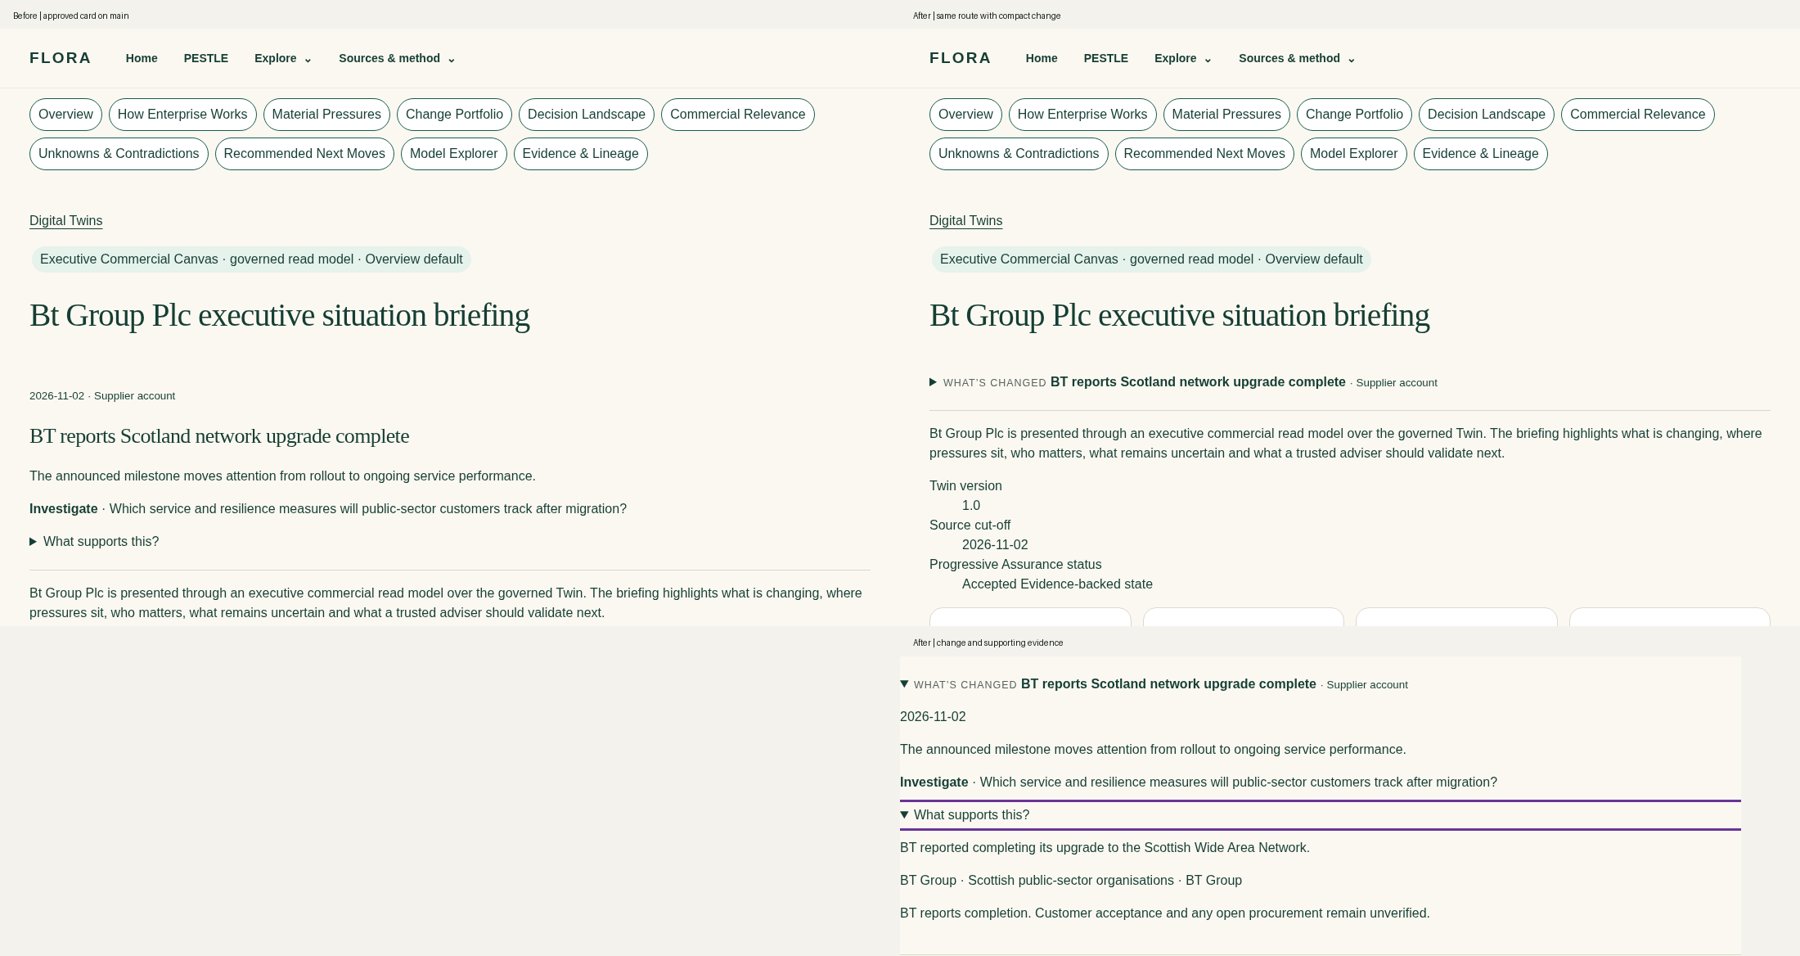 Before | approved card on main
FLORA Home PESTLE Explore Sources & method
Overview How Enterprise Works Material Pressures Change Portfolio Decision Landscape Commercial Relevance
Unknowns & Contradictions Recommended Next Moves Model Explorer Evidence & Lineage
Digital Twins
Executive Commercial Canvas · governed read model · Overview default
Bt Group Plc executive situation briefing
2026-11-02 · Supplier account
BT reports Scotland network upgrade complete
The announced milestone moves attention from rollout to ongoing service performance.
Investigate · Which service and resilience measures will public-sector customers track after migration?
What supports this?
Bt Group Plc is presented through an executive commercial read model over the governed Twin. The briefing highlights what is changing, where
pressures sit, who matters, what remains uncertain and what a trusted adviser should validate next.
After | same route with compact change
FLORA Home PESTLE Explore Sources & method
Overview How Enterprise Works Material Pressures Change Portfolio Decision Landscape Commercial Relevance
Unknowns & Contradictions Recommended Next Moves Model Explorer Evidence & Lineage
Digital Twins
Executive Commercial Canvas · governed read model · Overview default
Bt Group Plc executive situation briefing
WHAT'S CHANGED BT reports Scotland network upgrade complete · Supplier account
Bt Group Plc is presented through an executive commercial read model over the governed Twin. The briefing highlights what is changing, where
pressures sit, who matters, what remains uncertain and what a trusted adviser should validate next.
Twin version
1.0
Source cut-off
2026-11-02
Progressive Assurance status
Accepted Evidence-backed state
After | change and supporting evidence
WHAT'S CHANGED BT reports Scotland network upgrade complete · Supplier account
2026-11-02
The announced milestone moves attention from rollout to ongoing service performance.
Investigate · Which service and resilience measures will public-sector customers track after migration?
What supports this?
BT reported completing its upgrade to the Scottish Wide Area Network.
BT Group · Scottish public-sector organisations · BT Group
BT reports completion. Customer acceptance and any open procurement remain unverified.